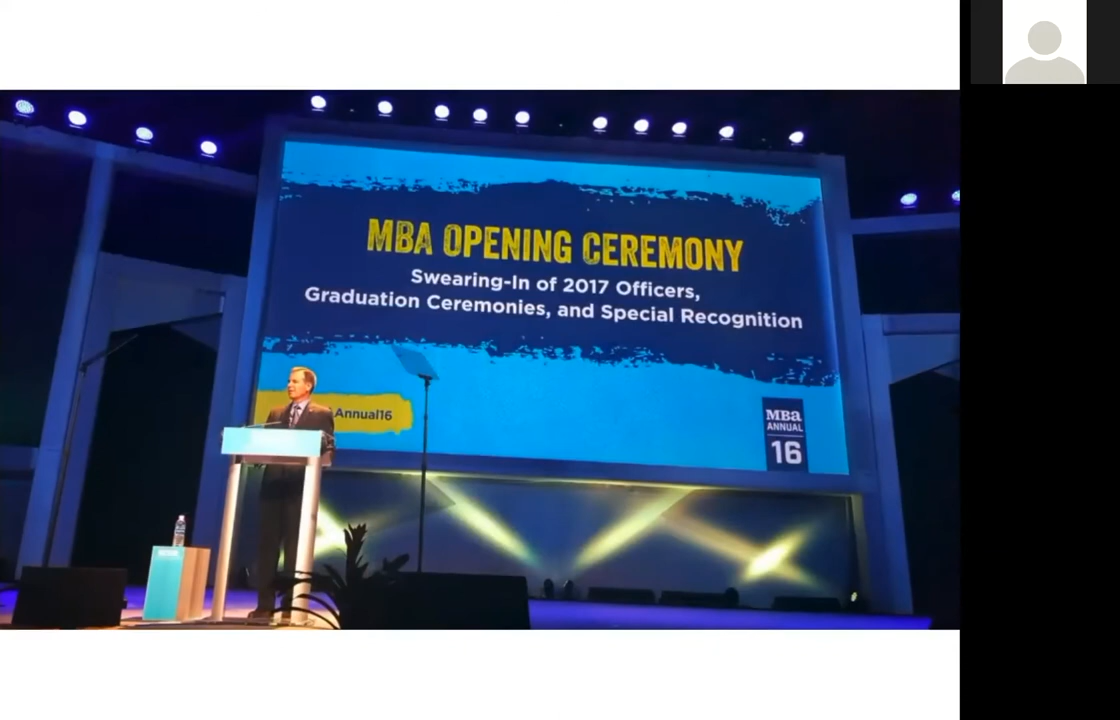 MBA OPENING CEREMONY
Swearing-In of 2017 Officers,
Graduation Ceremonies, and Special Recognition
Annual16
MBa
ANNUAL
16